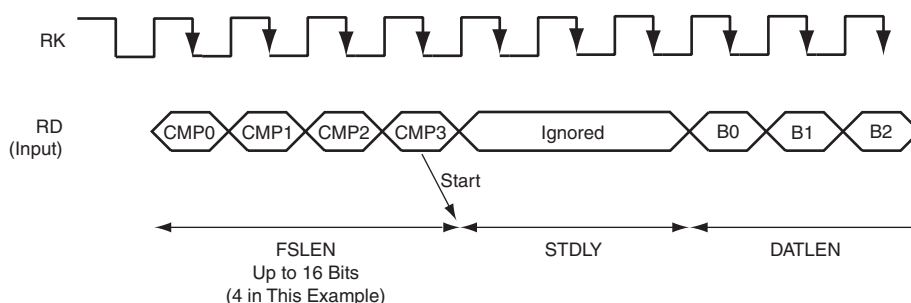 RK
RD
(Input)
CMP0 CMP1 CMP2 CMP3 Ignored B0 B1 B2
Start
FSLEN STDLY DATLEN
Up to 16 Bits
(4 in This Example)